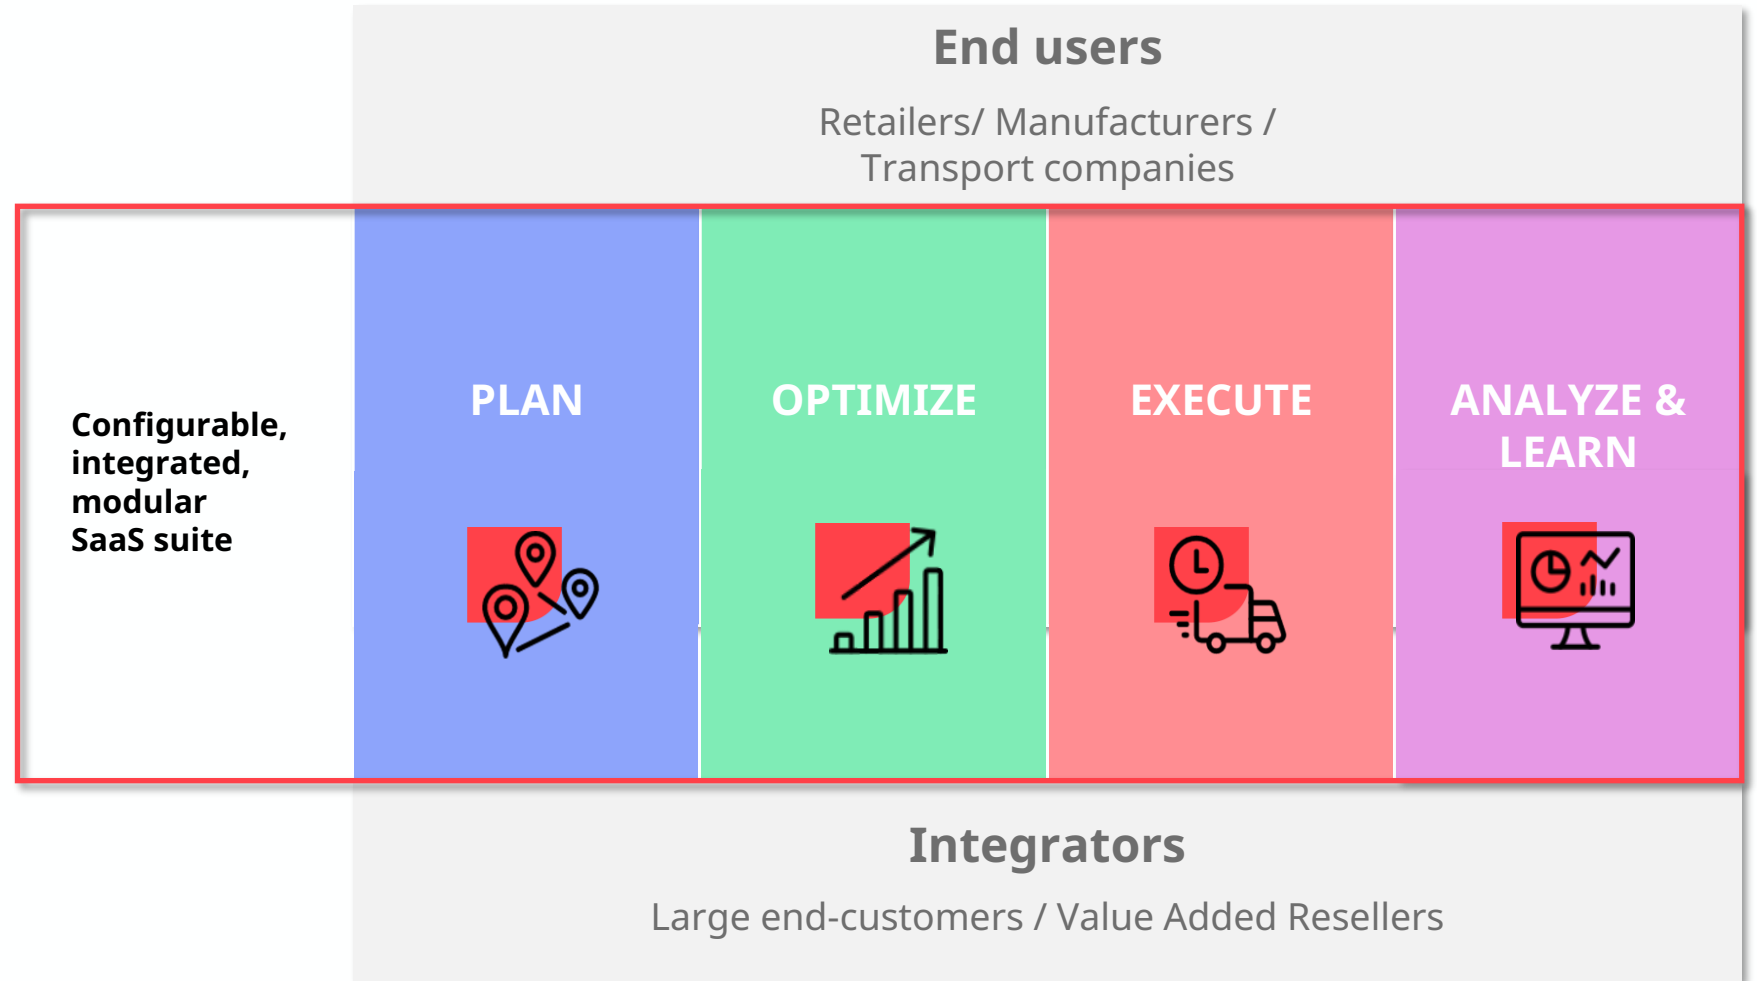 End users
Retailers/ Manufacturers /
Transport companies
Configurable,
integrated,
modular
SaaS suite
PLAN
OPTIMIZE
EXECUTE
ANALYZE &
LEARN
Integrators
Large end-customers / Value Added Resellers